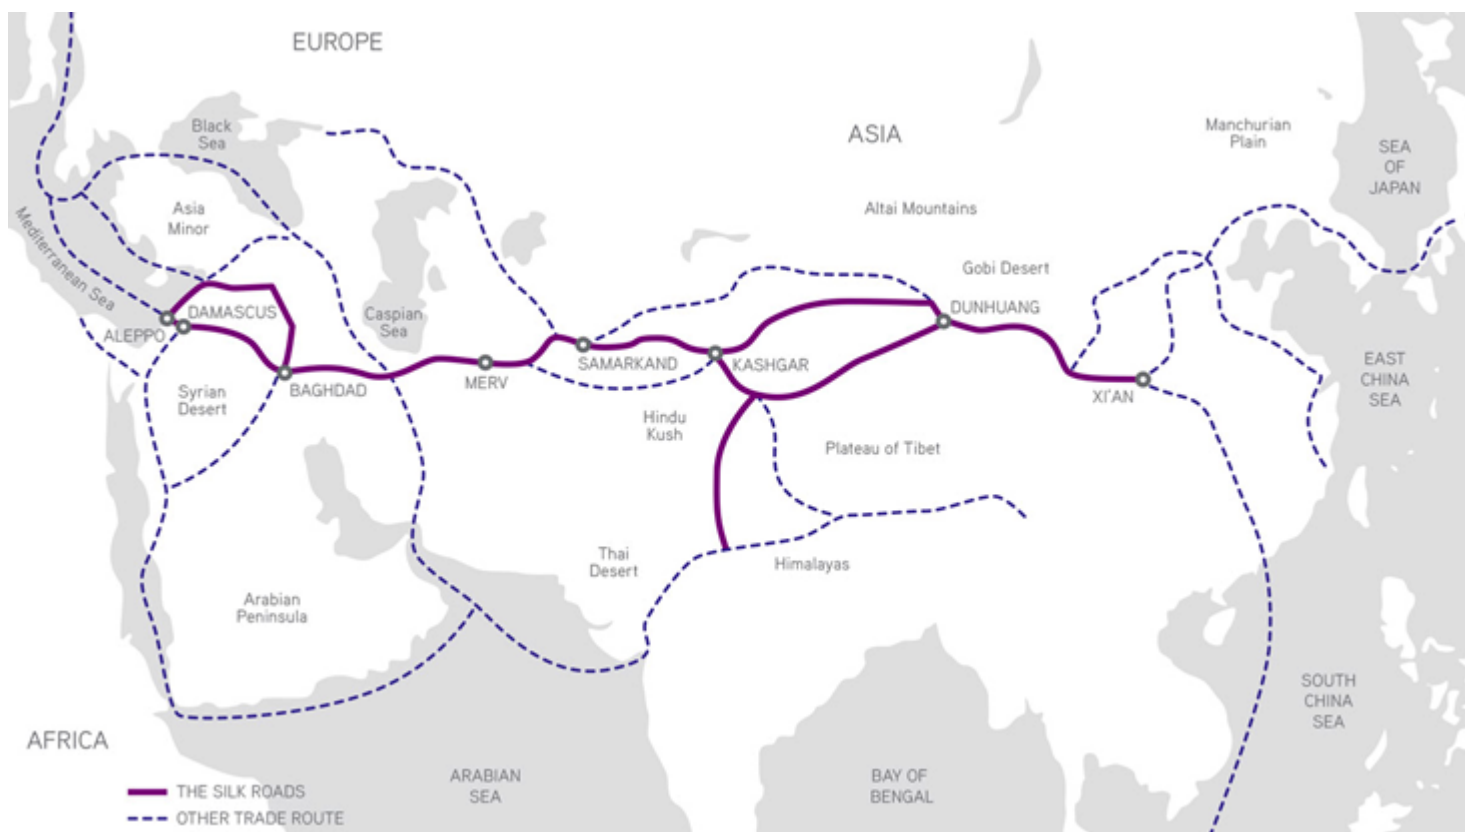 EUROPE
Black
Sea
ASIA
Manchurian
Plain
SEA
OF
JAPAN
Asia
Minor
Altai Mountains
Mediterranean Sea
Gobi Desert
DAMASCUS
DUNHUANG
Caspian
Sea
ALEPPO
SAMARKAND
KASHGAR
EAST
CHINA
SEA
MERV
BAGHDAD
XI'AN
Syrian
Desert
Hindu
Kush
Plateau of Tibet
Thai
Desert
Himalayas
Arabian
Peninsula
SOUTH
CHINA
SEA
AFRICA
ARABIAN
SEA
BAY OF
BENGAL
THE SILK ROADS
OTHER TRADE ROUTE